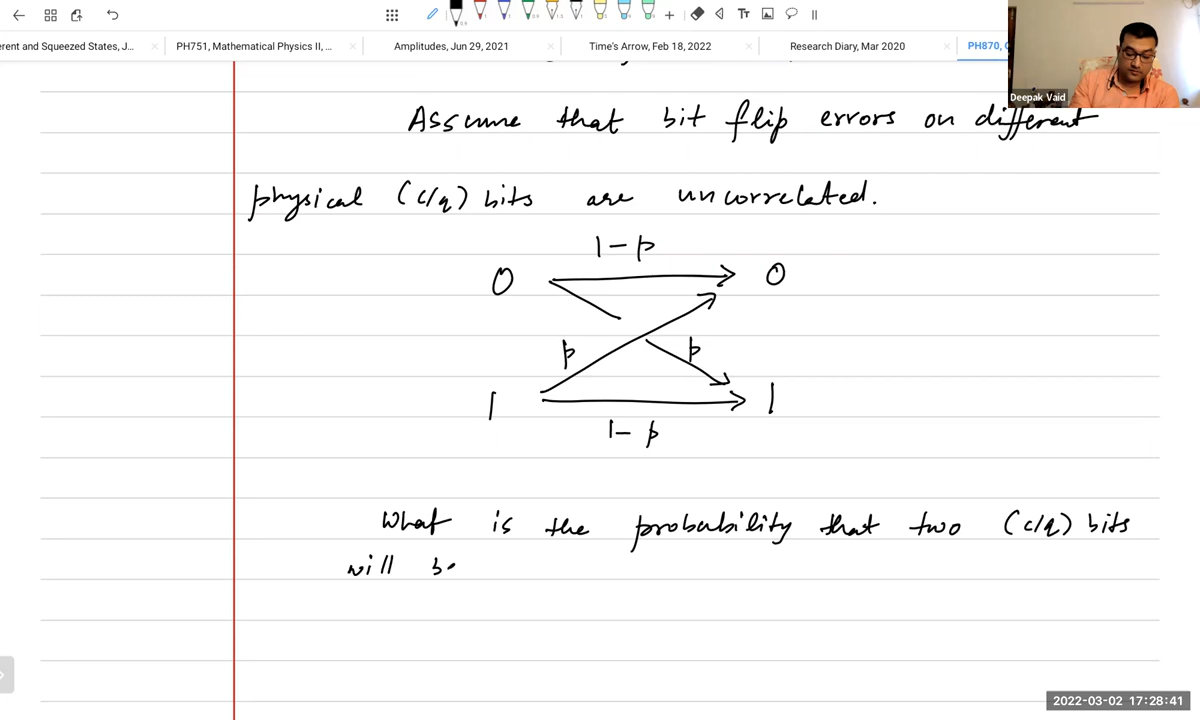 erent and Squeezed States, J...
PH751, Mathematical Physics II, ...
Amplitudes, Jun 29, 2021
Time's Arrow, Feb 18, 2022
Research Diary, Mar 2020
PH870, 
Deepak Vaid
Assume that bit flip errors on different
physical (c/q) bits are uncorrelated.
1-p
0 0
p p
1 1
1-p
What is the probability that two (c/q) bits
will be
2022-03-02 17:28:41